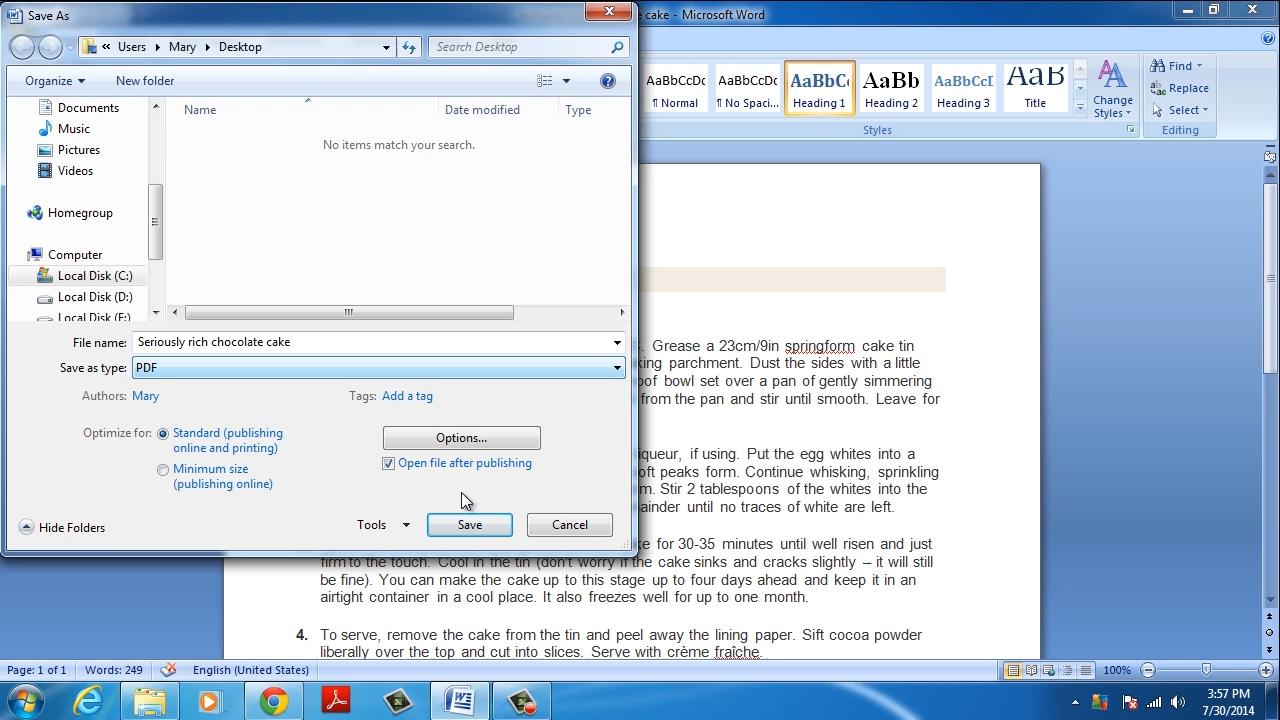 Save As
e cake - Microsoft Word
« Users Mary Desktop
Search Desktop
Organize
New folder
Documents
Music
Pictures
Videos
Homegroup
Computer
Local Disk (C:)
Local Disk (D:)
Local Disk (F:)
Name
Date modified
Type
No items match your search.
File name: Seriously rich chocolate cake
Save as type: PDF
Authors: Mary
Tags: Add a tag
Optimize for:
Standard (publishing
online and printing)
Minimum size
(publishing online)
Options...
Open file after publishing
Hide Folders
Tools
Save
Cancel
AaBbCcDc AaBbCcDc AaBbCc AaBb AaBbCcI AaB
¶ Normal ¶ No Spaci... Heading 1 Heading 2 Heading 3 Title
Change
Styles
Styles
Find
Replace
Select
Editing
. Grease a 23cm/9in springform cake tin
king parchment. Dust the sides with a little
oof bowl set over a pan of gently simmering
from the pan and stir until smooth. Leave for
iqueur, if using. Put the egg whites into a
oft peaks form. Continue whisking, sprinkling
m. Stir 2 tablespoons of the whites into the
ainder until no traces of white are left.
ke for 30-35 minutes until well risen and just
firm to the touch. Cool in the tin (don't worry if the cake sinks and cracks slightly – it will still
be fine). You can make the cake up to this stage up to four days ahead and keep it in an
airtight container in a cool place. It also freezes well for up to one month.
4. To serve, remove the cake from the tin and peel away the lining paper. Sift cocoa powder
liberally over the top and cut into slices. Serve with crème fraîche.
Page: 1 of 1 Words: 249 English (United States) 100%
3:57 PM
7/30/2014